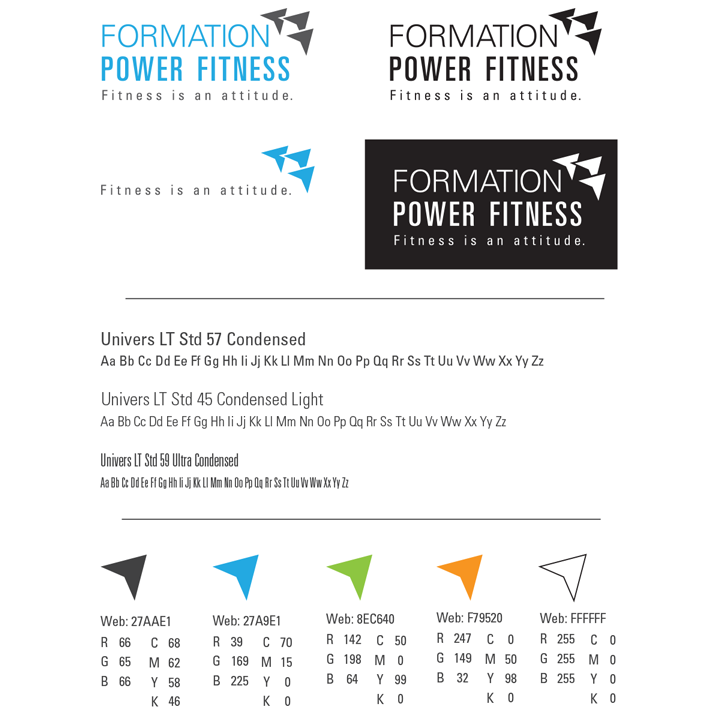 FORMATION
POWER FITNESS
Fitness is an attitude.
FORMATION
POWER FITNESS
Fitness is an attitude.
Fitness is an attitude.
FORMATION
POWER FITNESS
Fitness is an attitude.
Univers LT Std 57 Condensed
Aa Bb Cc Dd Ee Ff Gg Hh Ii Jj Kk Ll Mm Nn Oo Pp Qq Rr Ss Tt Uu Vv Ww Xx Yy Zz
Univers LT Std 45 Condensed Light
Aa Bb Cc Dd Ee Ff Gg Hh Ii Jj Kk Ll Mm Nn Oo Pp Qq Rr Ss Tt Uu Vv Ww Xx Yy Zz
Univers LT Std 59 Ultra Condensed
Aa Bb Cc Dd Ee Ff Gg Hh Ii Jj Kk Ll Mm Nn Oo Pp Qq Rr Ss Tt Uu Vv Ww Xx Yy Zz
Web: 27AAE1
R 66 C 68
G 65 M 62
B 66 Y 58
K 46
Web: 27A9E1
R 39 C 70
G 169 M 15
B 225 Y 0
K 0
Web: 8EC640
R 142 C 50
G 198 M 0
B 64 Y 99
K 0
Web: F79520
R 247 C 0
G 149 M 50
B 32 Y 98
K 0
Web: FFFFFF
R 255 C 0
G 255 M 0
B 255 Y 0
K 0